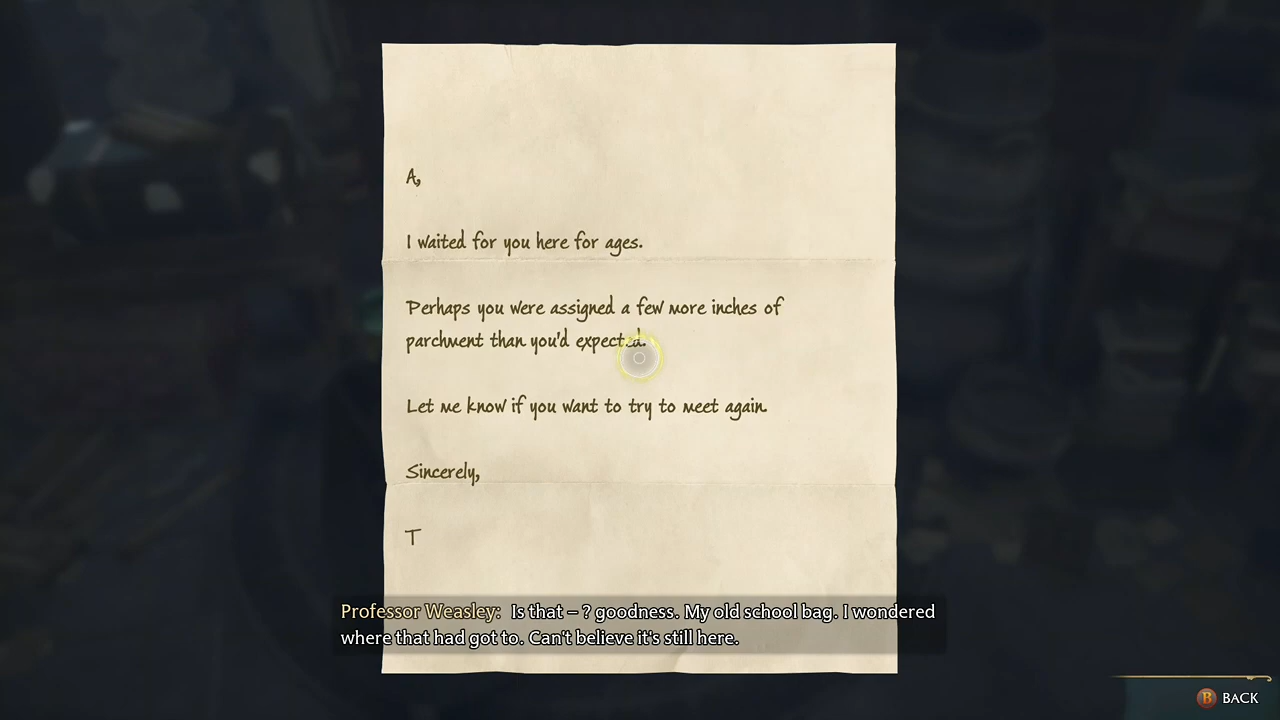 A,
I waited for you here for ages.
Perhaps you were assigned a few more inches of
parchment than you'd expected.
Let me know if you want to try to meet again.
Sincerely,
T
Professor Weasley: Is that – ? goodness. My old school bag. I wondered
where that had got to. Can't believe it's still here.
B BACK